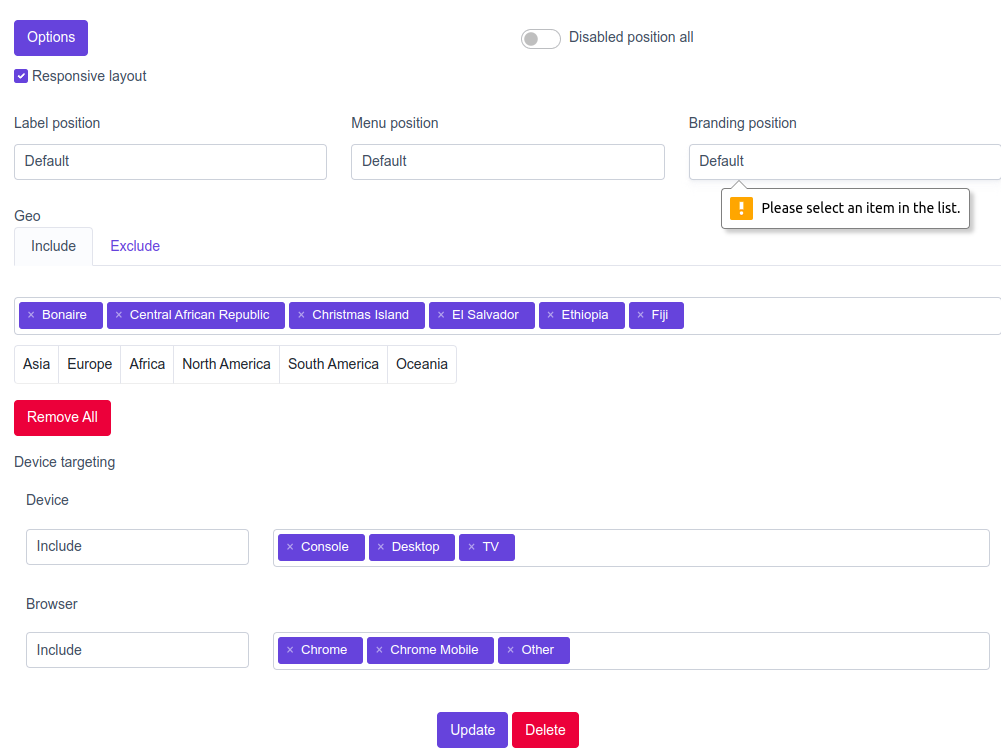 Options
Disabled position all
Responsive layout
Label position
Menu position
Branding position
Default
Default
Default
Please select an item in the list.
Geo
Include
Exclude
× Bonaire × Central African Republic × Christmas Island × El Salvador × Ethiopia × Fiji
Asia Europe Africa North America South America Oceania
Remove All
Device targeting
Device
Include
× Console × Desktop × TV
Browser
Include
× Chrome × Chrome Mobile × Other
Update Delete